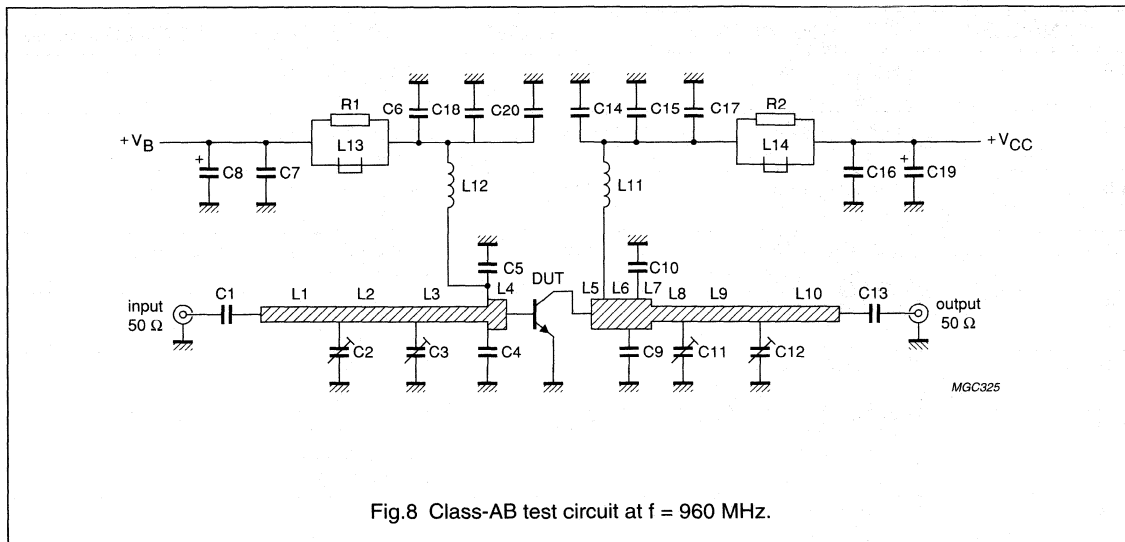 C6 C18 C20 C14 C15 C17
R1 R2
+VB L13 L14 +VCC
+ C8 C7 L12 L11 C16 + C19
C5 DUT C10
input 50 Ω C1 L1 L2 L3 L4 L5 L6 L7 L8 L9 L10 C13 output 50 Ω
C2 C3 C4 C9 C11 C12
MGC325
Fig.8 Class-AB test circuit at f = 960 MHz.